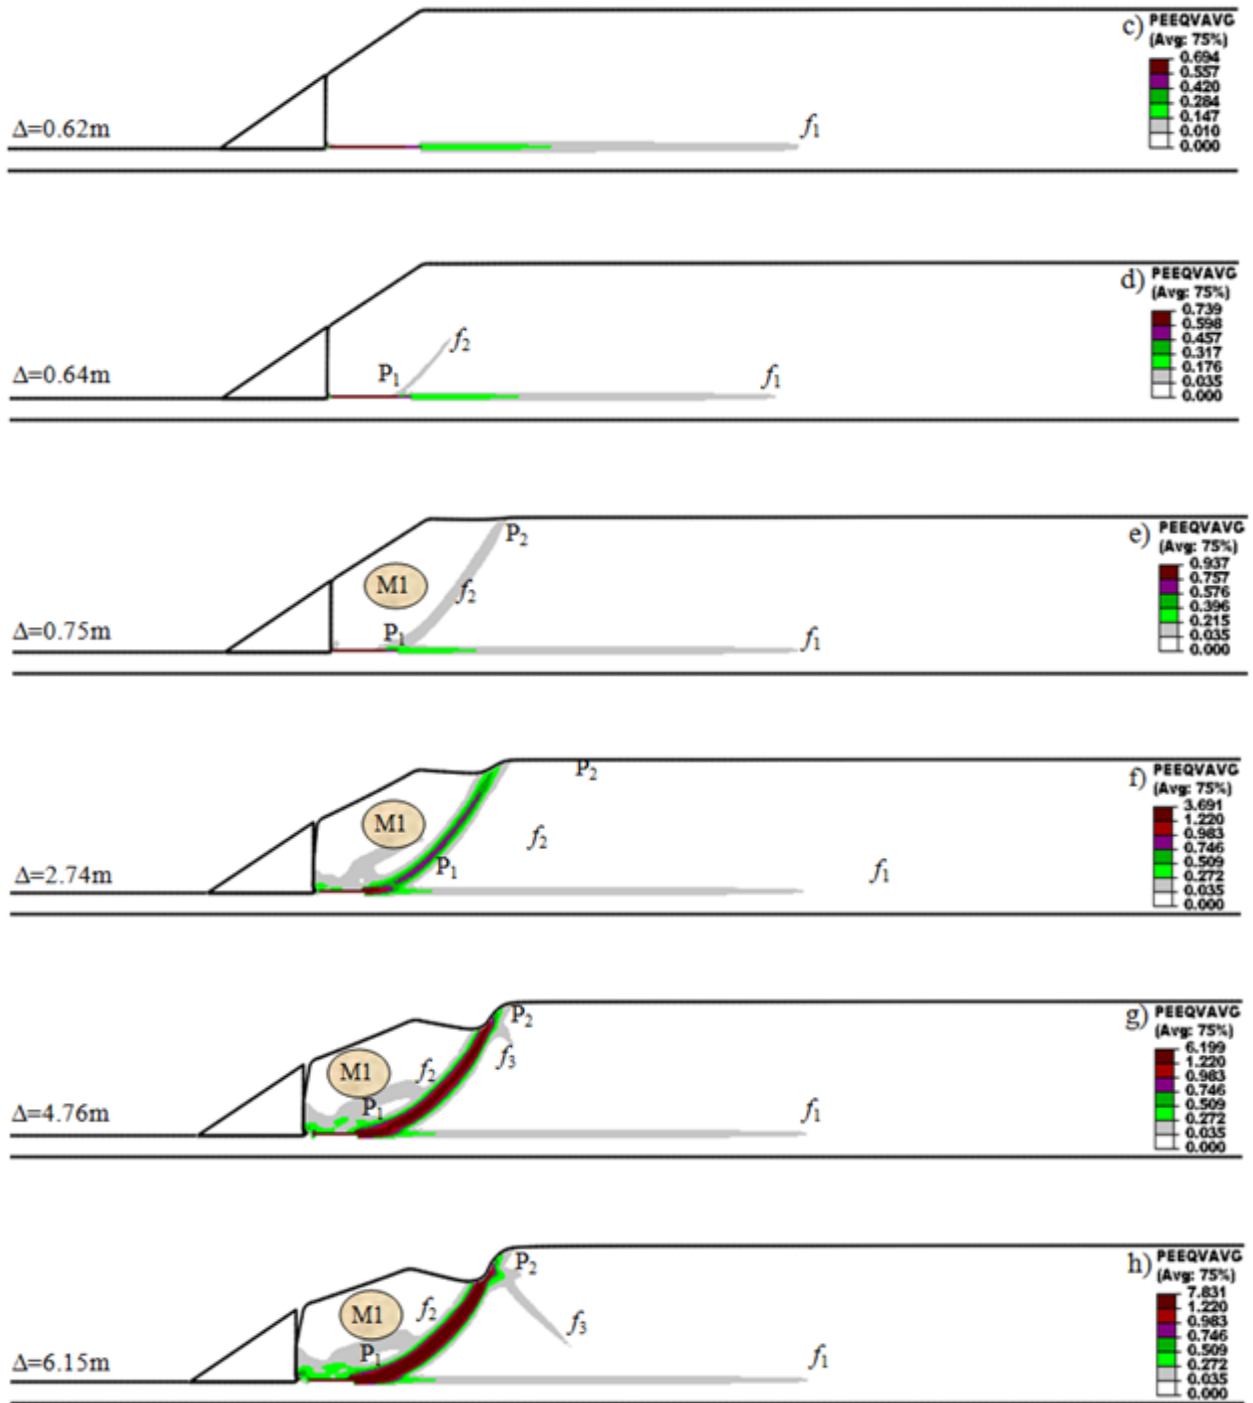 c) PEEQVAVG
(Avg: 75%)
0.694
0.557
0.420
0.284
0.147
0.010
0.000
Δ=0.62m
f1
d) PEEQVAVG
(Avg: 75%)
0.739
0.598
0.457
0.317
0.176
0.035
0.000
f2
P1
Δ=0.64m
f1
e) PEEQVAVG
(Avg: 75%)
0.937
0.757
0.576
0.396
0.215
0.035
0.000
P2
M1
f2
P1
Δ=0.75m
f1
f) PEEQVAVG
(Avg: 75%)
3.691
1.220
0.983
0.746
0.509
0.272
0.035
0.000
P2
M1
f2
P1
Δ=2.74m
f1
g) PEEQVAVG
(Avg: 75%)
6.199
1.220
0.983
0.746
0.509
0.272
0.035
0.000
P2
f3
M1
f2
P1
Δ=4.76m
f1
h) PEEQVAVG
(Avg: 75%)
7.831
1.220
0.983
0.746
0.509
0.272
0.035
0.000
P2
M1
f2
f3
P1
Δ=6.15m
f1